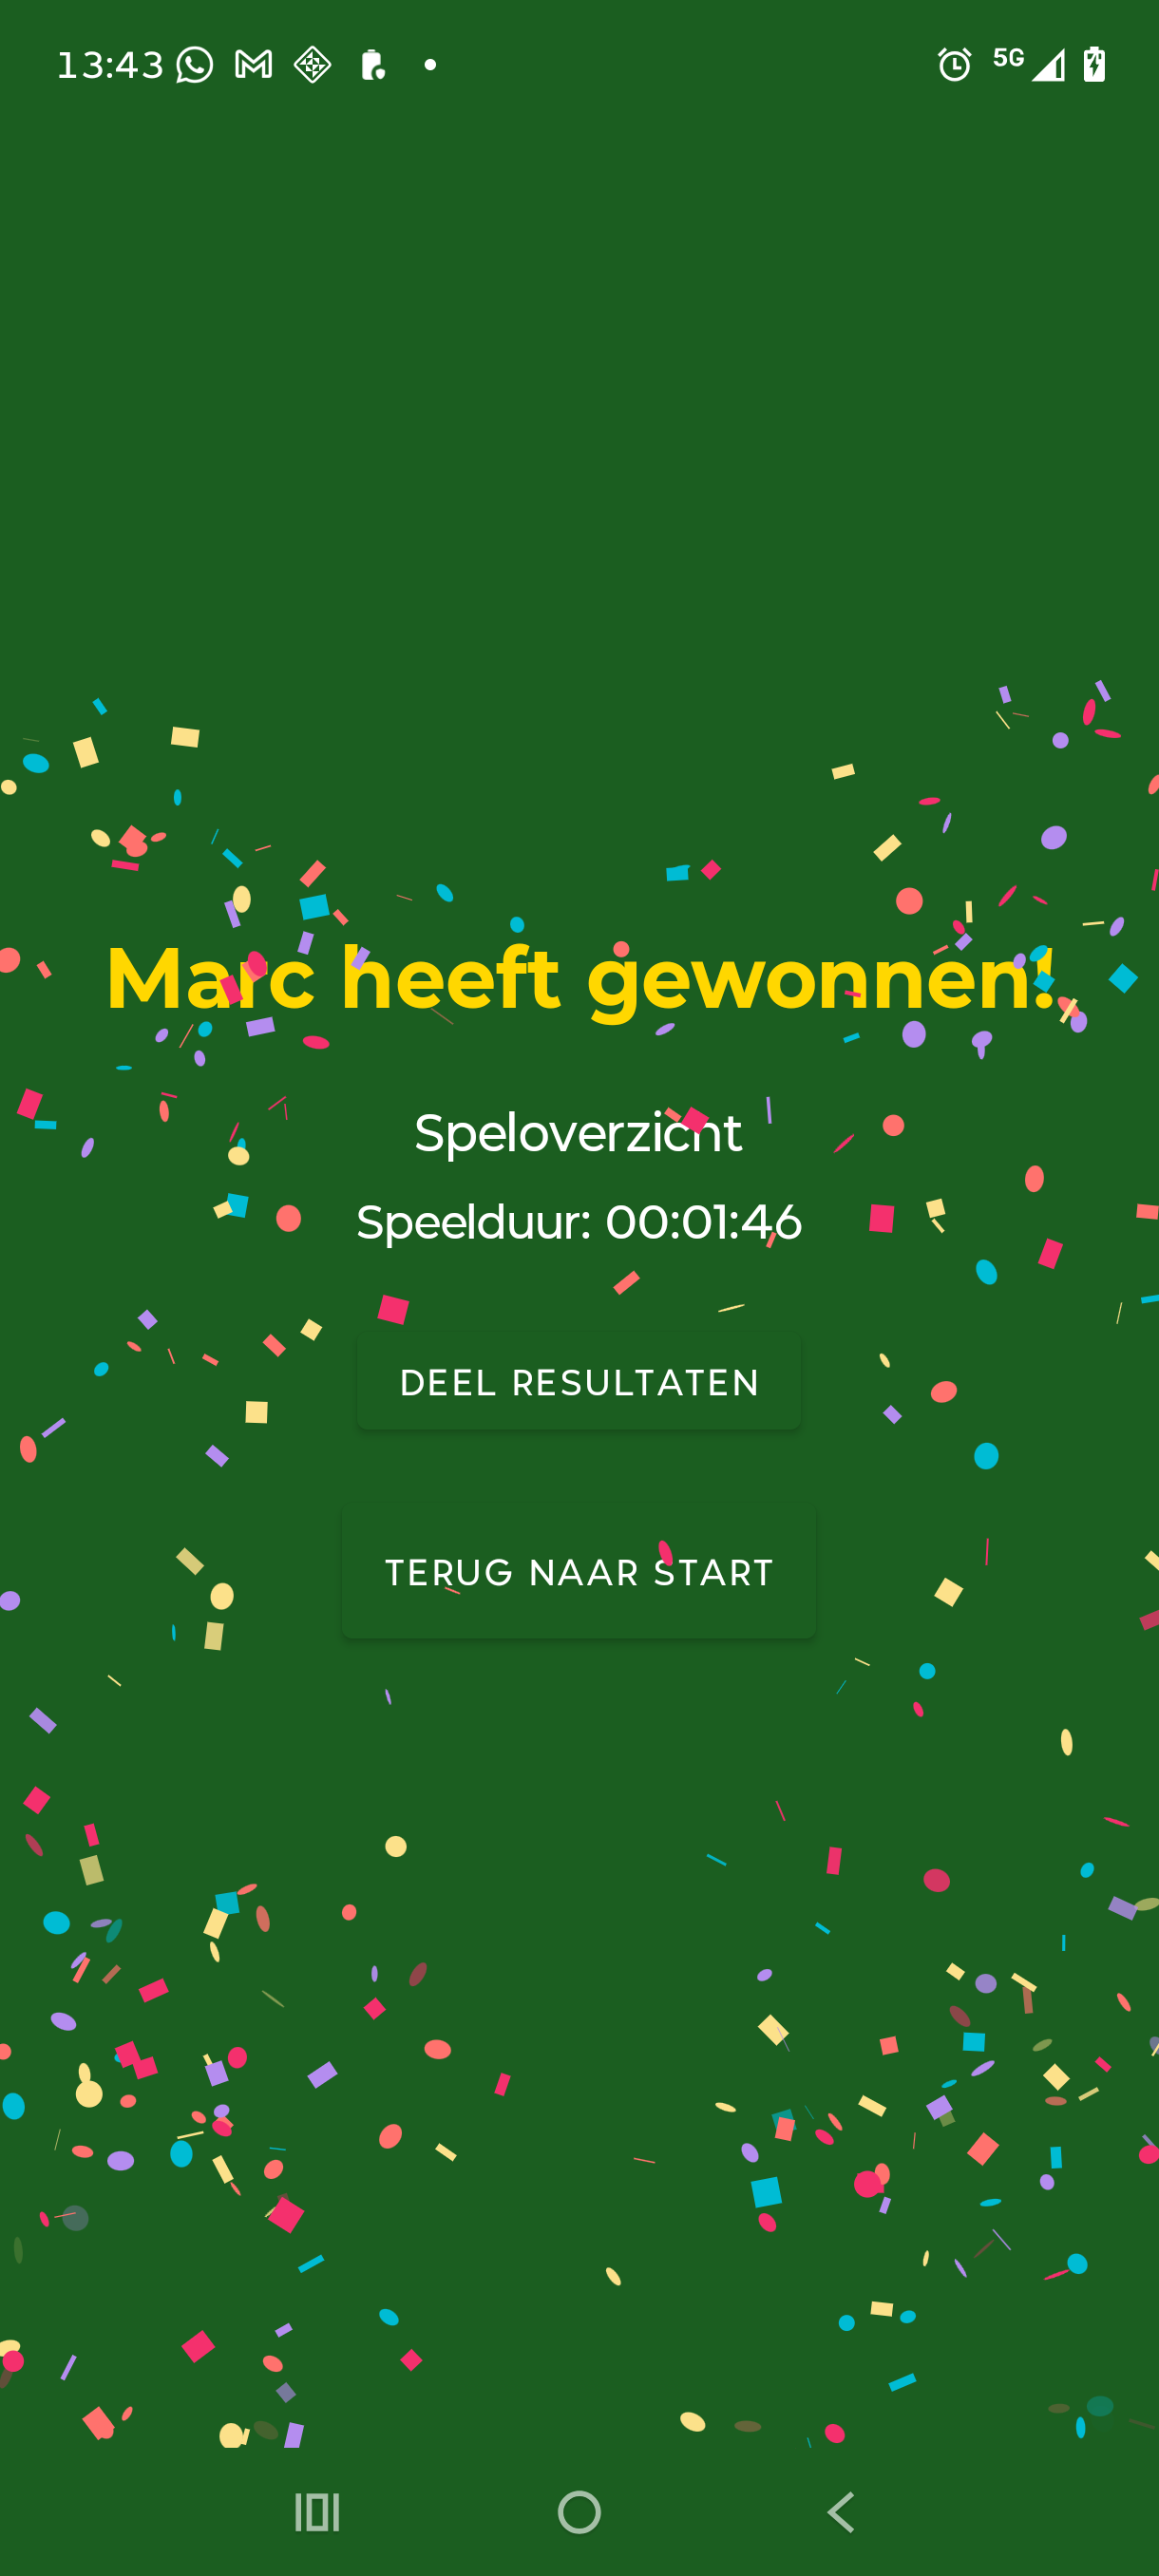 13:43
5G
Marc heeft gewonnen!
Speloverzicht
Speelduur: 00:01:46
DEEL RESULTATEN
TERUG NAAR START